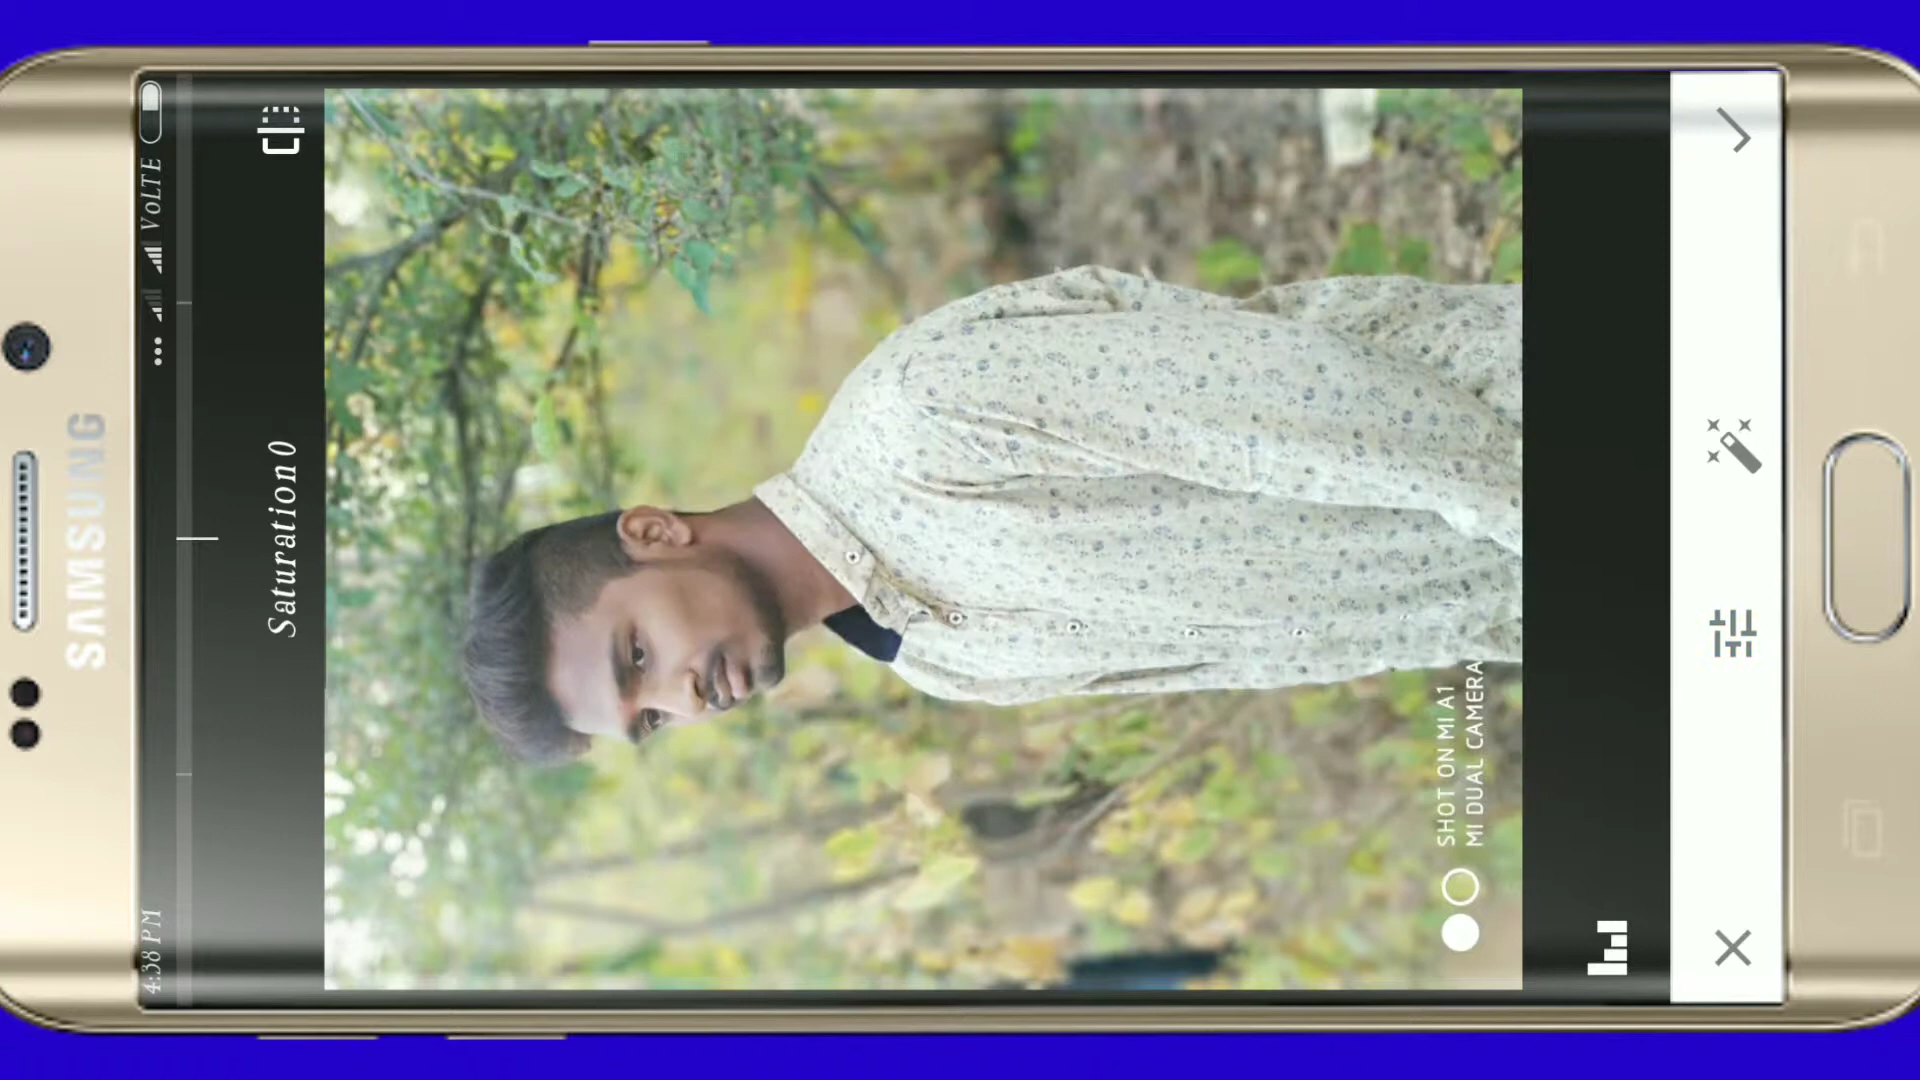 SAMSUNG
4:38 PM
VoLTE
Saturation 0
SHOT ON MI A1
MI DUAL CAMERA